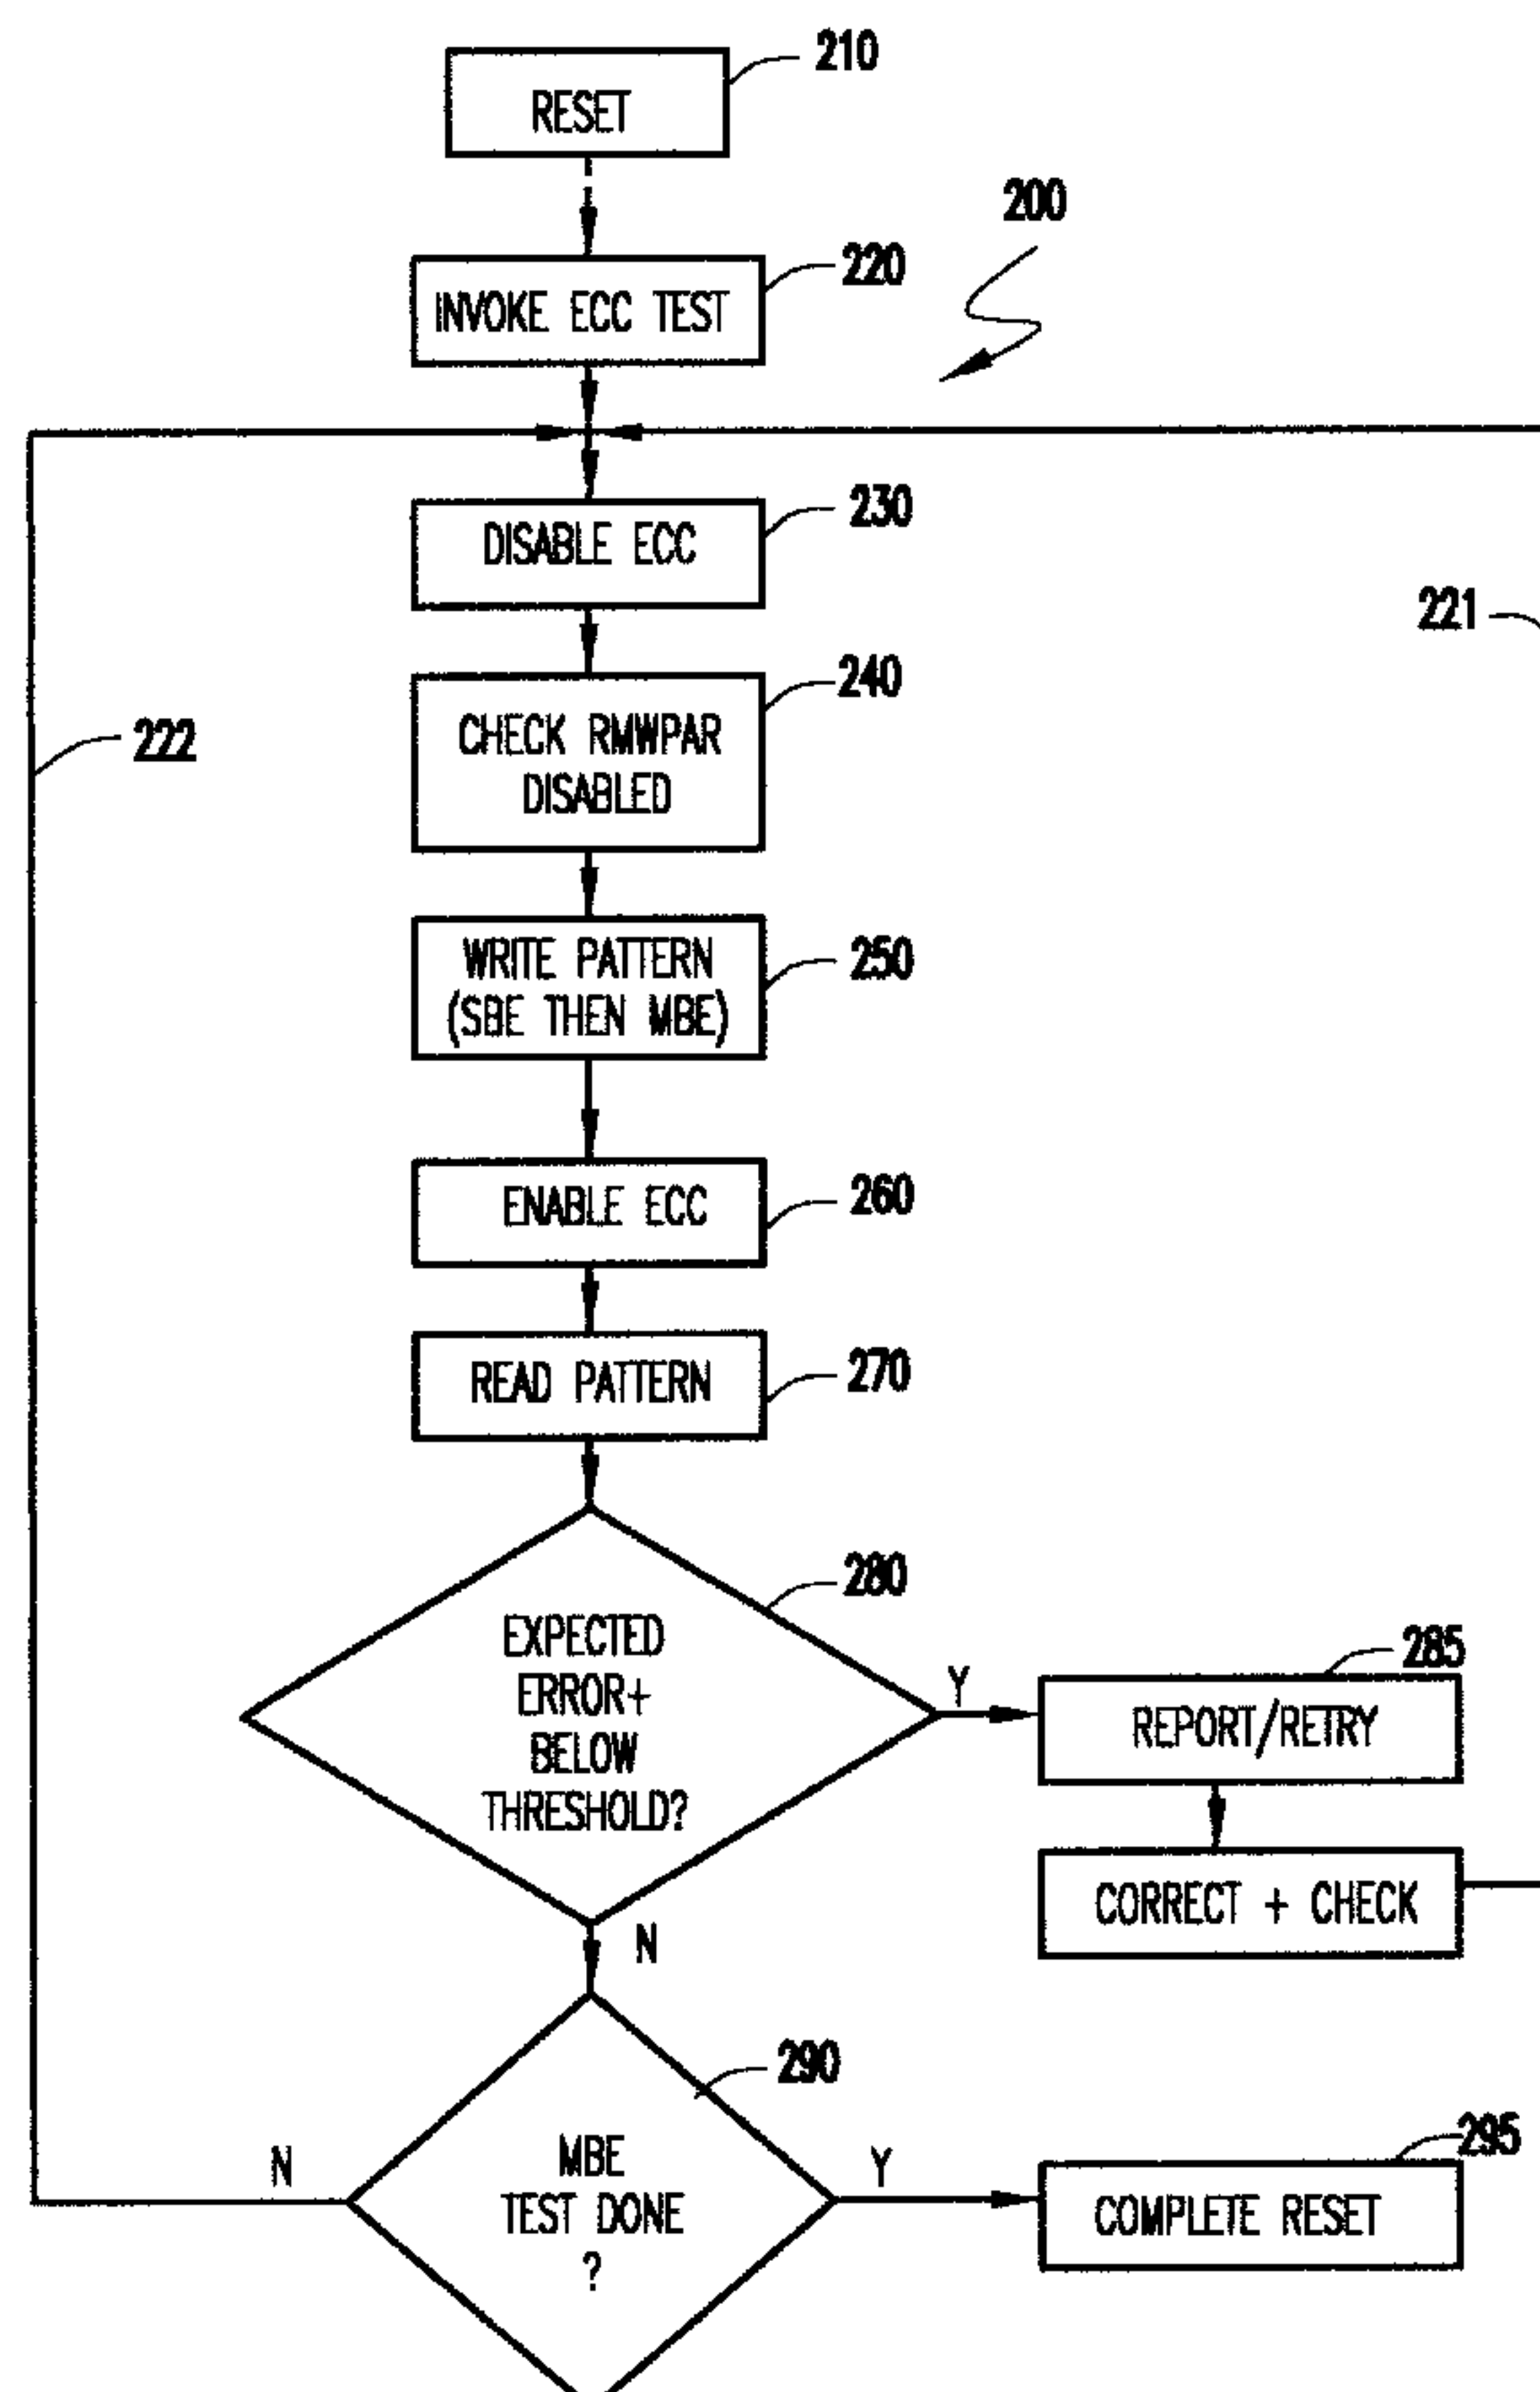 210
RESET
200
220
INVOKE ECC TEST
230
DISABLE ECC
221
240
CHECK RMWPAR
DISABLED
222
250
WRITE PATTERN
(SBE THEN MBE)
260
ENABLE ECC
270
READ PATTERN
280
EXPECTED
ERROR+
BELOW
THRESHOLD?
Y
285
REPORT/RETRY
CORRECT + CHECK
N
290
MBE
TEST DONE
?
N
Y
295
COMPLETE RESET